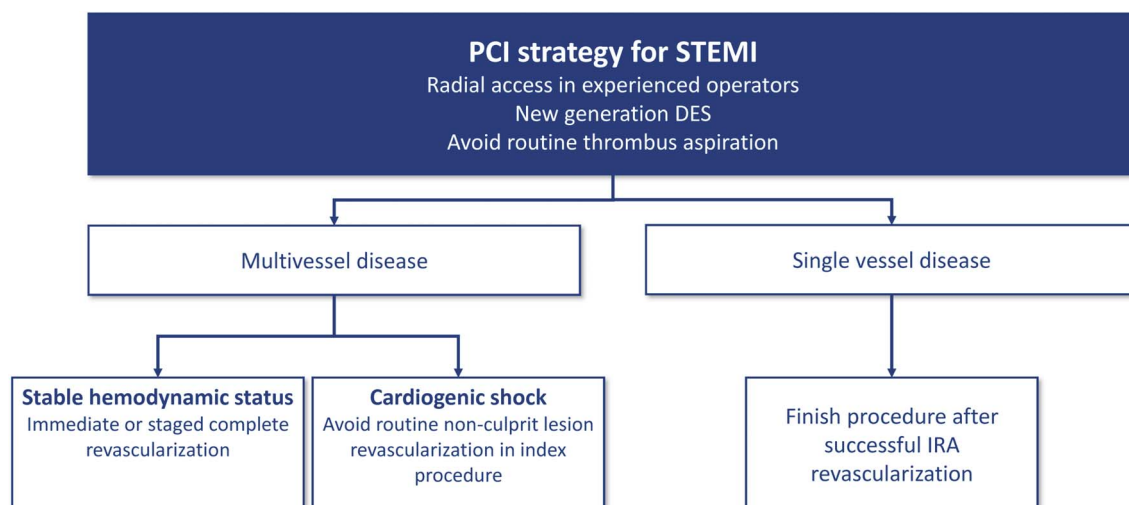 PCI strategy for STEMI
Radial access in experienced operators
New generation DES
Avoid routine thrombus aspiration
Multivessel disease
Single vessel disease
Stable hemodynamic status
Immediate or staged complete
revascularization
Cardiogenic shock
Avoid routine non-culprit lesion
revascularization in index
procedure
Finish procedure after
successful IRA
revascularization